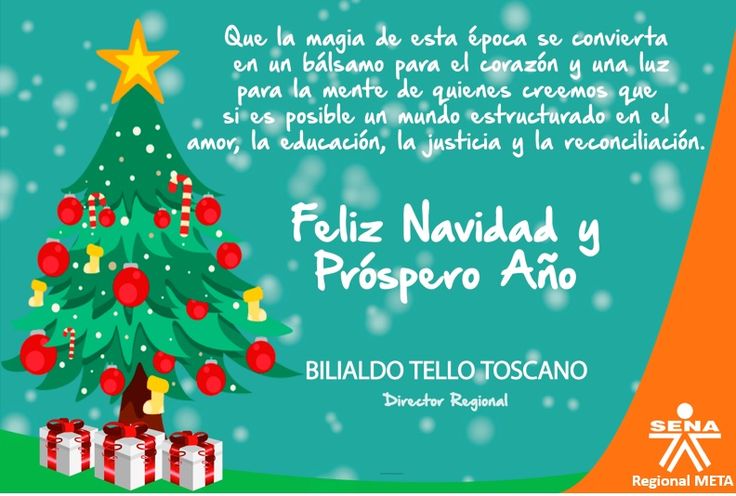 Que la magia de esta época se convierta
en un bálsamo para el corazón y una luz
para la mente de quienes creemos que
si es posible un mundo estructurado en el
amor, la educación, la justicia y la reconciliación.
Feliz Navidad y
Próspero Año
BILIALDO TELLO TOSCANO
Director Regional
SENA
Regional META